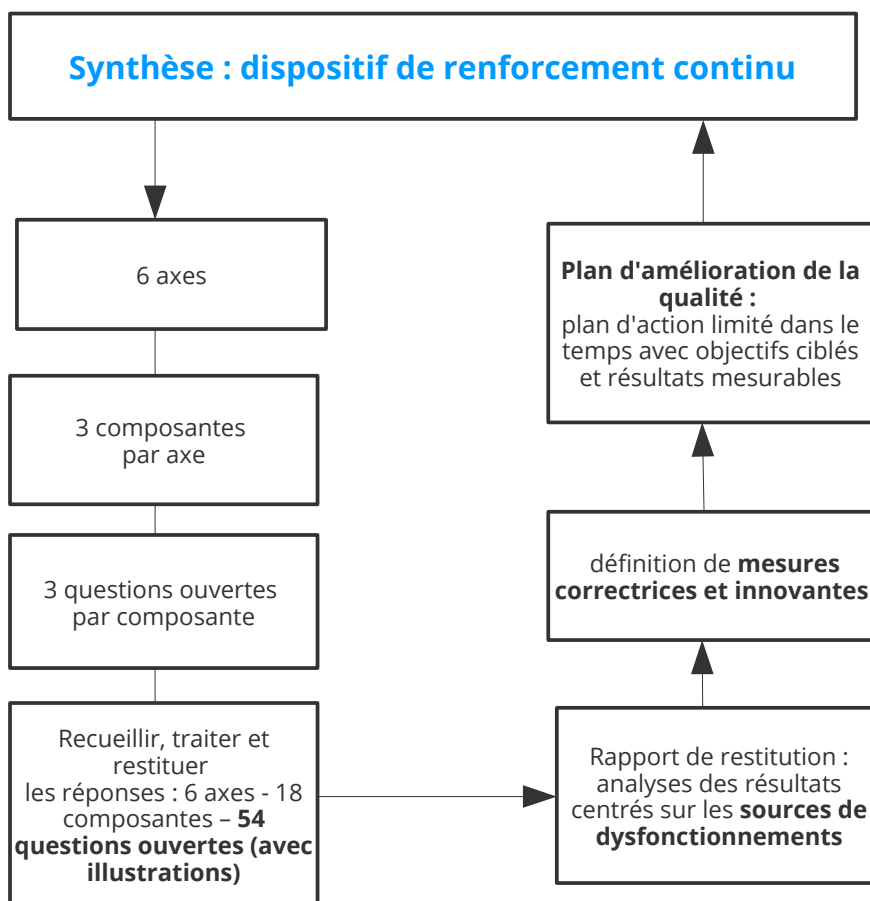 Synthèse : dispositif de renforcement continu
6 axes
3 composantes
par axe
3 questions ouvertes
par composante
Recueillir, traiter et
restituer
les réponses : 6 axes - 18
composantes – 54
questions ouvertes (avec
illustrations)
Plan d'amélioration de la
qualité :
plan d'action limité dans le
temps avec objectifs ciblés
et résultats mesurables
définition de mesures
correctrices et innovantes
Rapport de restitution :
analyses des résultats
centrés sur les sources de
dysfonctionnements